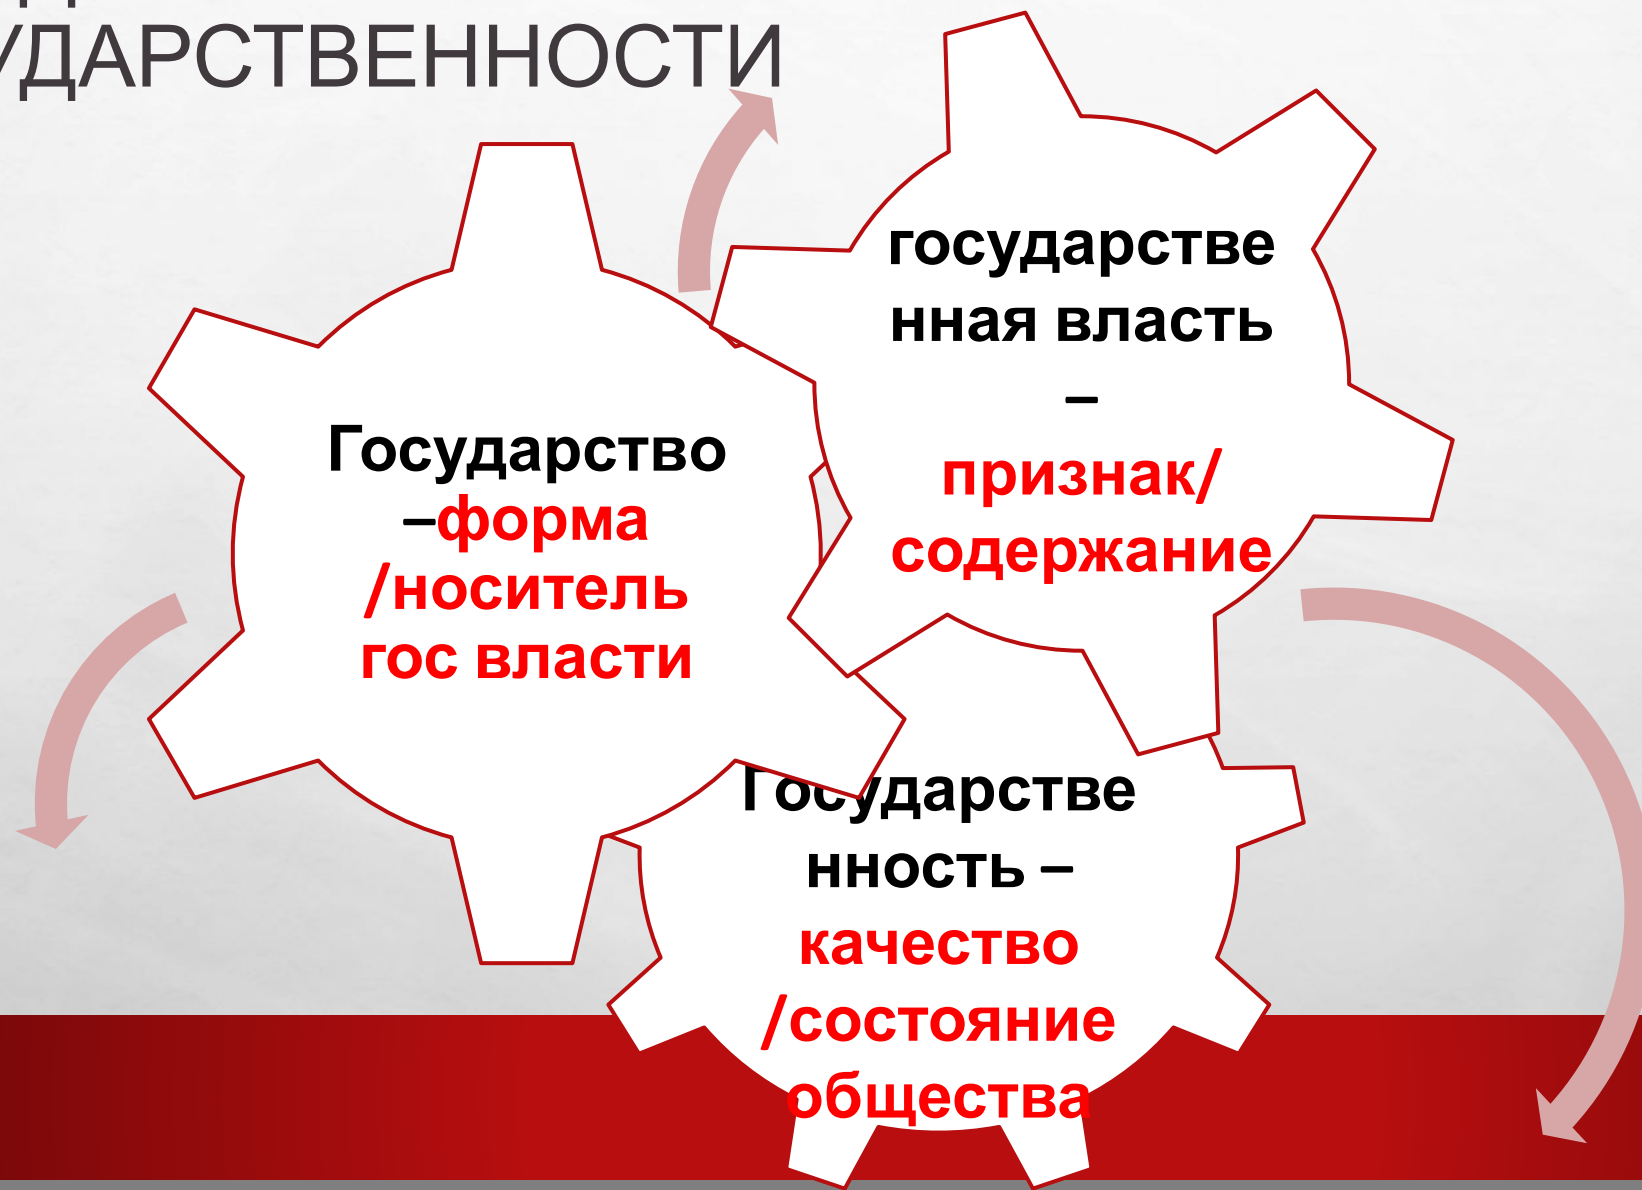 УДАРСТВЕННОСТИ
государстве
нная власть
–
признак/
содержание
Государство
–форма
/носитель
гос власти
Государстве
нность –
качество
/состояние
общества